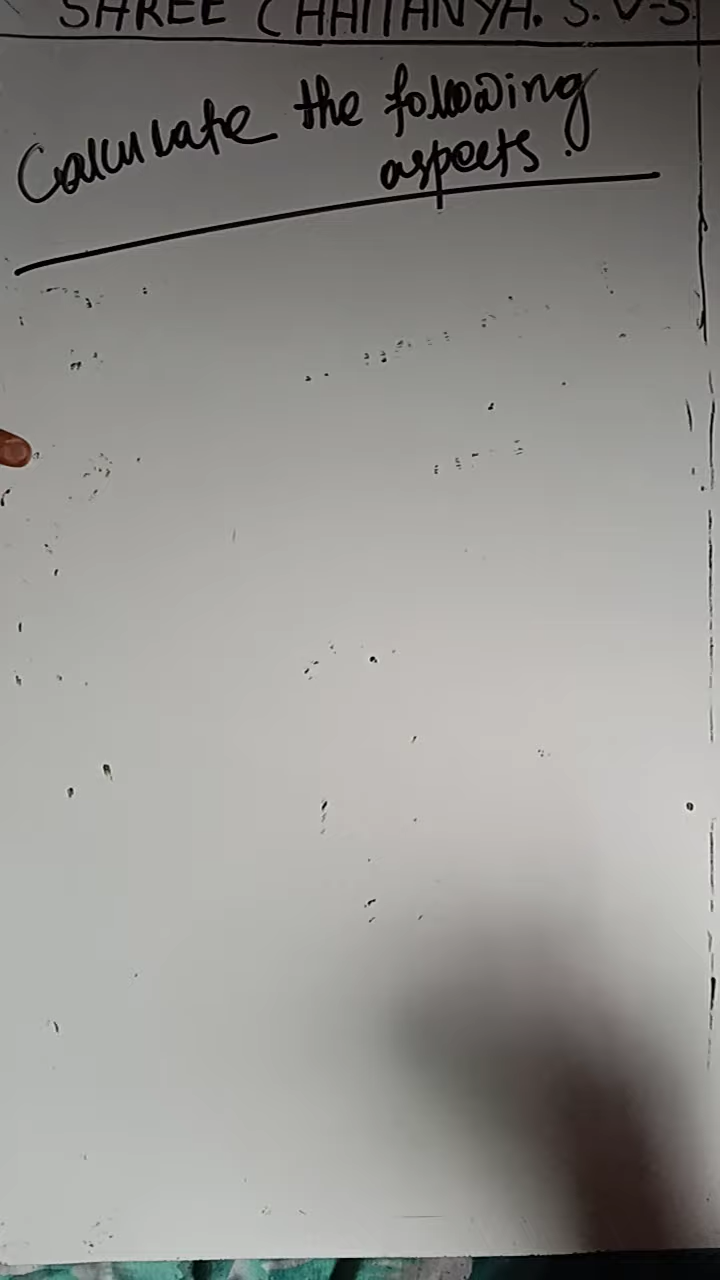 SHREE CHAITANYA. S. V-S.
Calculate the following
aspects.